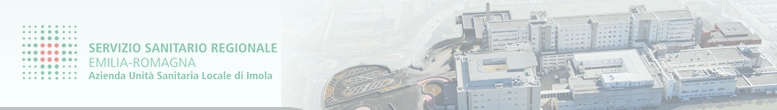 SERVIZIO SANITARIO REGIONALE
EMILIA-ROMAGNA
Azienda Unità Sanitaria Locale di Imola